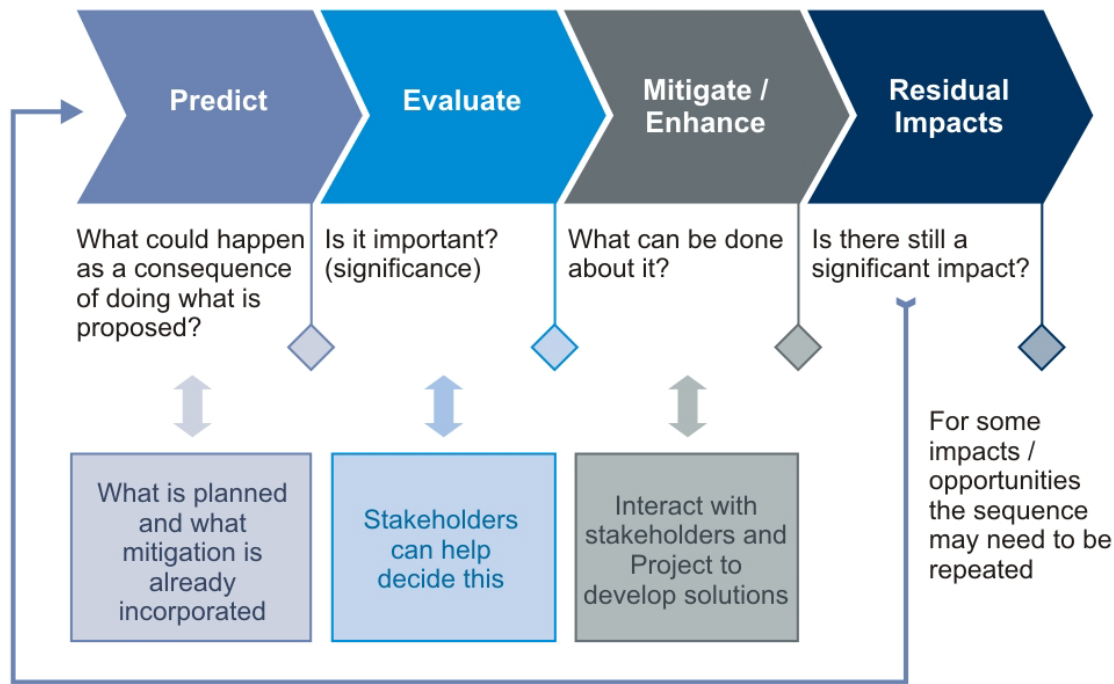 Predict
Evaluate
Mitigate /
Enhance
Residual
Impacts
What could happen
as a consequence
of doing what is
proposed?
Is it important?
(significance)
What can be done
about it?
Is there still a
significant impact?
What is planned
and what
mitigation is
already
incorporated
Stakeholders
can help
decide this
Interact with
stakeholders and
Project to
develop solutions
For some
impacts /
opportunities
the sequence
may need to be
repeated